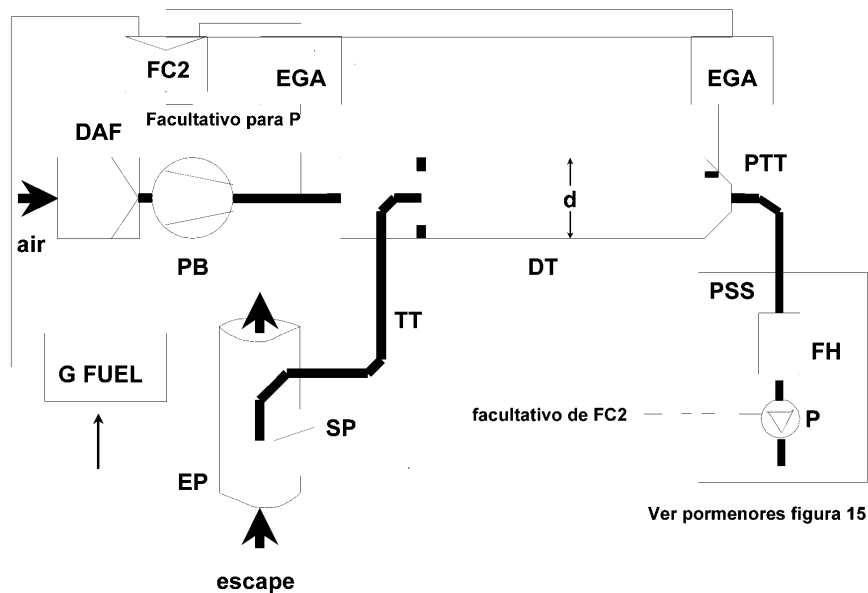 FC2
EGA
EGA
Facultativo para P
DAF
PTT
d
air
PB
DT
PSS
TT
FH
G FUEL
SP
facultativo de FC2
P
EP
Ver pormenores figura 15
escape